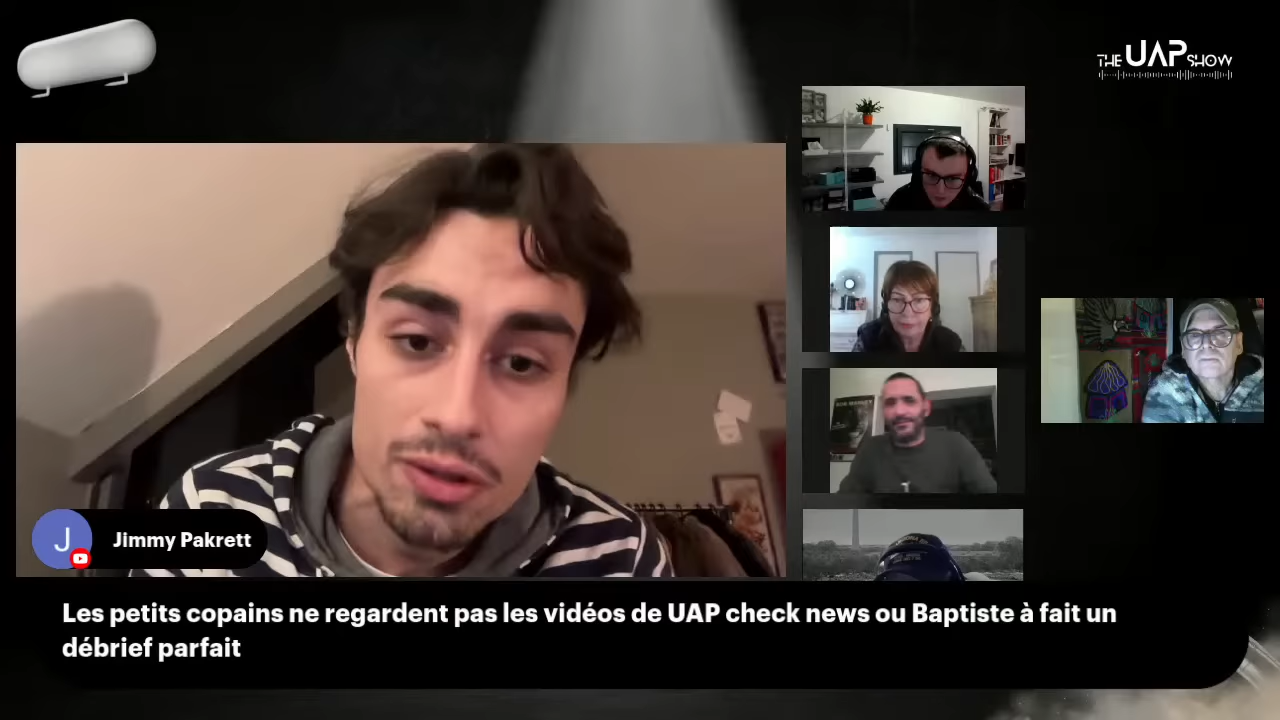 THE UAP SHOW
J
Jimmy Pakrett
Les petits copains ne regardent pas les vidéos de UAP check news ou Baptiste à fait un
débrief parfait